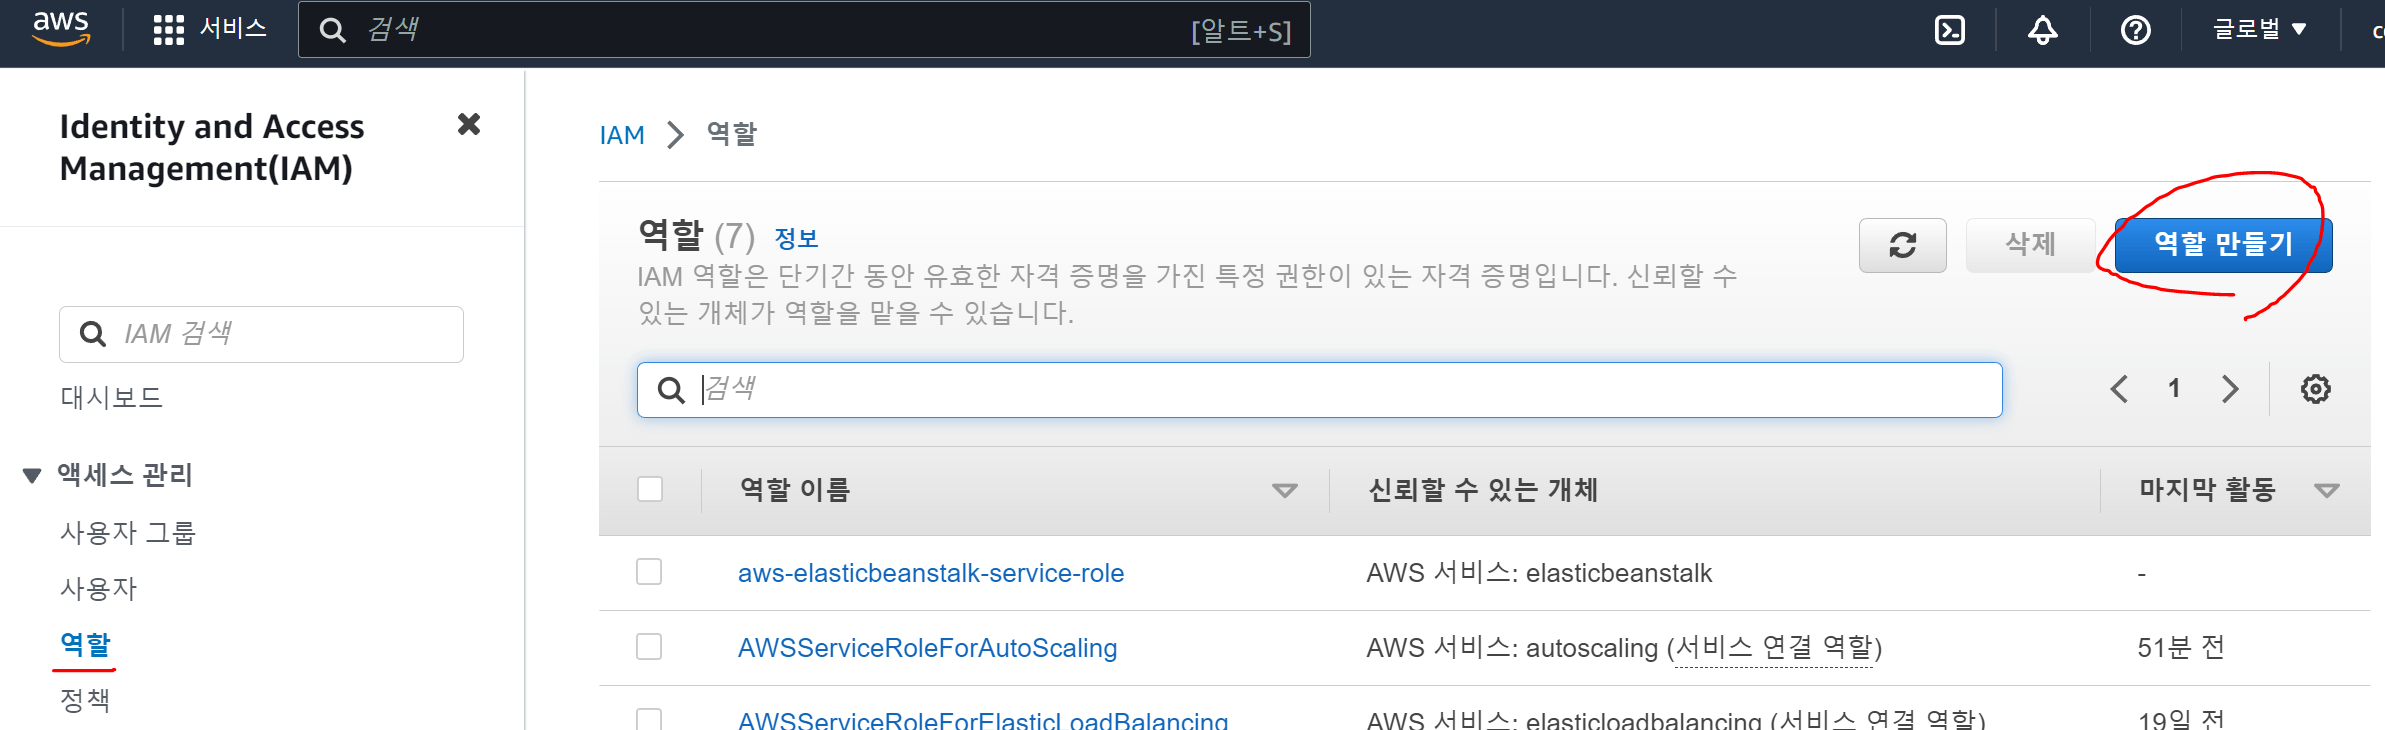 aws
서비스
검색
[알트+S]
글로벌
Identity and Access
Management(IAM)
IAM 검색
대시보드
액세스 관리
사용자 그룹
사용자
역할
정책
IAM
역할
역할 (7) 정보
IAM 역할은 단기간 동안 유효한 자격 증명을 가진 특정 권한이 있는 자격 증명입니다. 신뢰할 수
있는 개체가 역할을 맡을 수 있습니다.
삭제
역할 만들기
검색
1
역할 이름
신뢰할 수 있는 개체
마지막 활동
aws-elasticbeanstalk-service-role
AWS 서비스: elasticbeanstalk
-
AWSServiceRoleForAutoScaling
AWS 서비스: autoscaling (서비스 연결 역할)
51분 전
AWSServiceRoleForElasticLoadBalancing
AWS 서비스: elasticloadbalancing (서비스 연결 역할)
19일 전